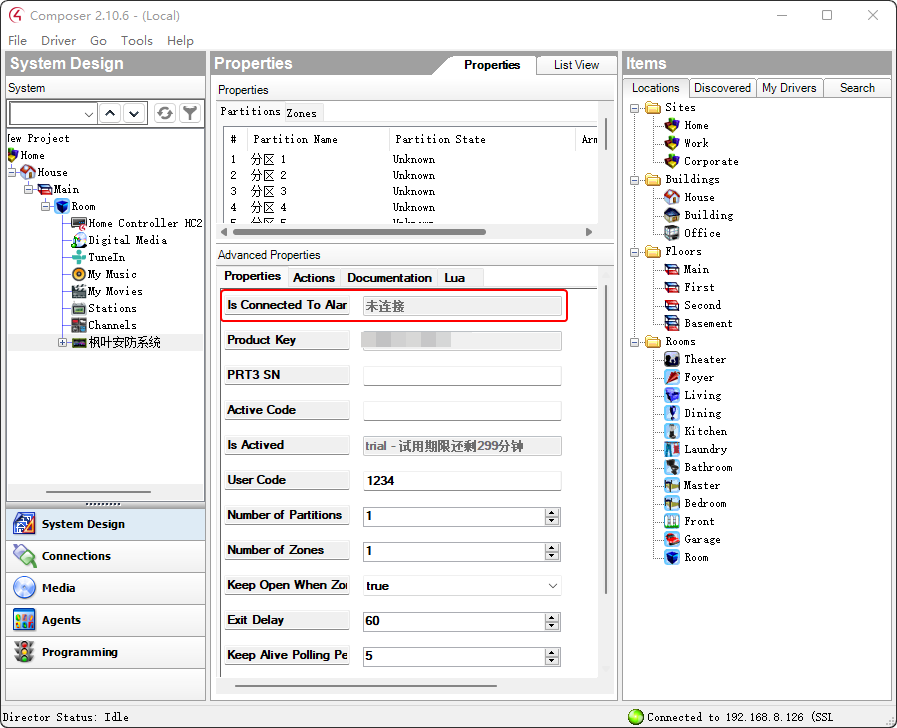 Composer 2.10.6 - (Local)
File Driver Go Tools Help
System Design
System
New Project
Home
House
Main
Room
Home Controller HC2
Digital Media
TuneIn
My Music
My Movies
Stations
Channels
枫叶安防系统
System Design
Connections
Media
Agents
Programming
Properties
Properties List View
Properties
Partitions Zones
# Partition Name Partition State Arm
1 分区 1 Unknown
2 分区 2 Unknown
3 分区 3 Unknown
4 分区 4 Unknown
5 分区 5 Unknown
Advanced Properties
Properties Actions Documentation Lua
Is Connected To Alar 未连接
Product Key
PRT3 SN
Active Code
Is Actived trial - 试用期限还剩299分钟
User Code 1234
Number of Partitions 1
Number of Zones 1
Keep Open When Zo true
Exit Delay 60
Keep Alive Polling Pe 5
Items
Locations Discovered My Drivers Search
Sites
Home
Work
Corporate
Buildings
House
Building
Office
Floors
Main
First
Second
Basement
Rooms
Theater
Foyer
Living
Dining
Kitchen
Laundry
Bathroom
Master
Bedroom
Front
Garage
Room
Director Status: Idle
Connected to 192.168.8.126 (SSL